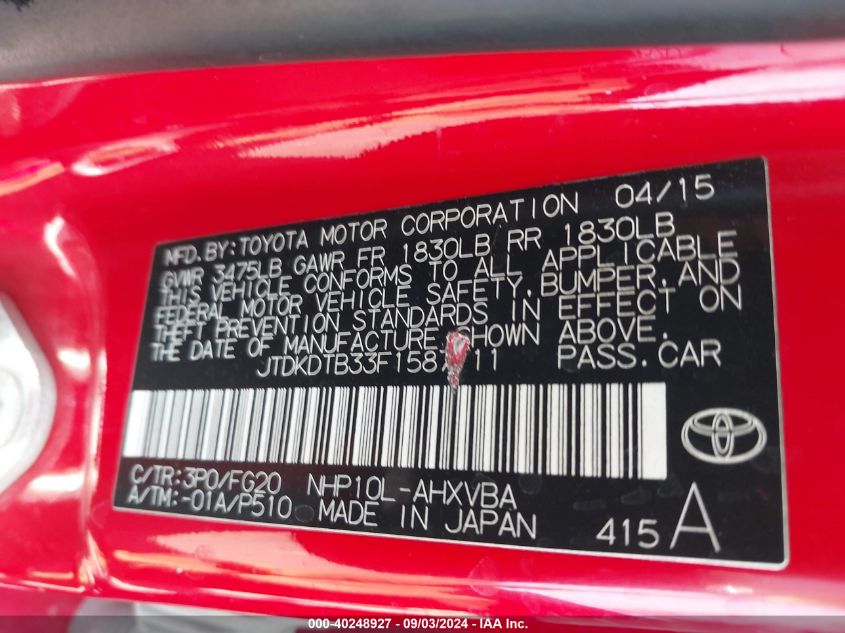 MFD. BY: TOYOTA MOTOR CORPORATION 04/15
GVWR 3475LB GAWR FR 1830LB RR 1830LB
THIS VEHICLE CONFORMS TO ALL APPLICABLE
FEDERAL MOTOR VEHICLE SAFETY, BUMPER, AND
THEFT PREVENTION STANDARDS IN EFFECT ON
THE DATE OF MANUFACTURE SHOWN ABOVE.
PASS. CAR
C/TR: 3P0/FG20 NHP10L-AHXVBA
A/TM: -01A/P510 MADE IN JAPAN
415 A
000-40248927 - 09/03/2024 - IAAI Inc.